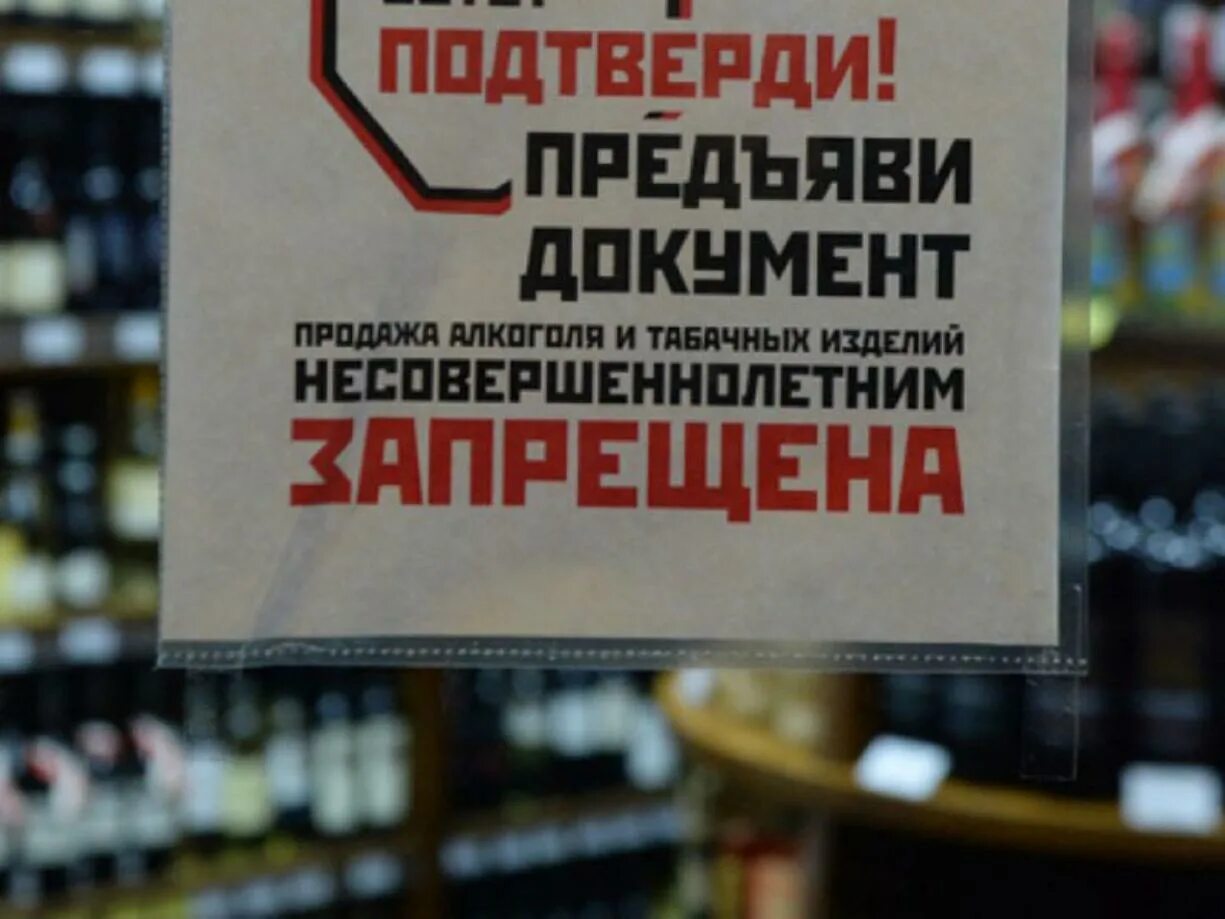 ПОДТВЕРДИ!
ПРЕДЪЯВИ
ДОКУМЕНТ
ПРОДАЖА АЛКОГОЛЯ И ТАБАЧНЫХ ИЗДЕЛИЙ
НЕСОВЕРШЕННОЛЕТНИМ
ЗАПРЕЩЕНА